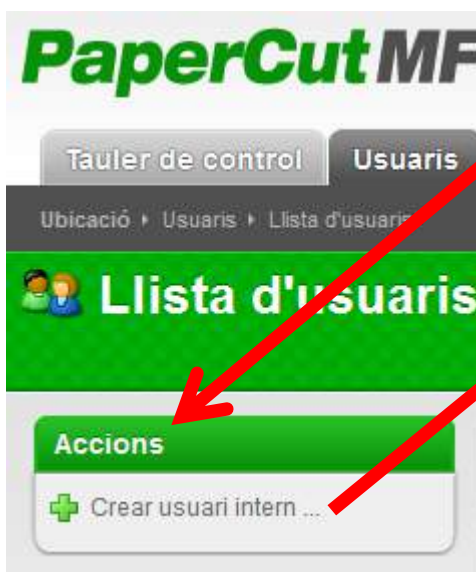 PaperCut MF
Tauler de control Usuaris
Ubicació ▸ Usuaris ▸ Llista d'usuaris
Llista d'usuaris
Accions
Crear usuari intern ...